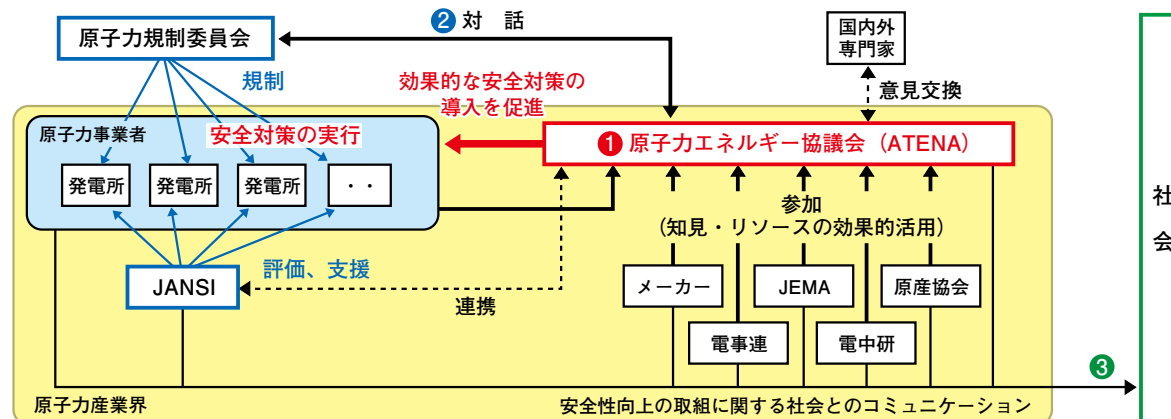 原子力規制委員会
❷ 対 話
国内外
専門家
規制
効果的な安全対策の
導入を促進
意見交換
原子力事業者
安全対策の実行
❶ 原子力エネルギー協議会（ATENA）
発電所
発電所
発電所
・・
参加
（知見・リソースの効果的活用）
社
会
JANSI
評価、支援
連携
メーカー
JEMA
原産協会
電事連
電中研
❸
原子力産業界
安全性向上の取組に関する社会とのコミュニケーション